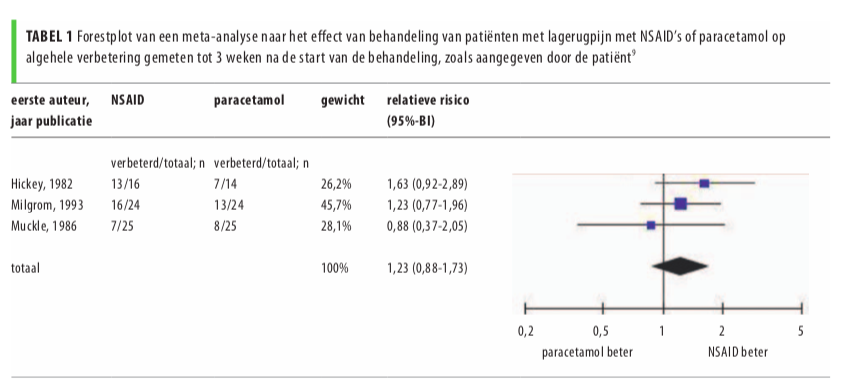 TABEL 1 Forestplot van een meta-analyse naar het effect van behandeling van patiënten met lagerugpijn met NSAID’s of paracetamol op
algehele verbetering gemeten tot 3 weken na de start van de behandeling, zoals aangegeven door de patiënt⁹
eerste auteur, NSAID paracetamol gewicht relatieve risico
jaar publicatie (95%-BI)
verbeterd/totaal; n verbeterd/totaal; n
Hickey, 1982 13/16 7/14 26,2% 1,63 (0,92-2,89)
Milgrom, 1993 16/24 13/24 45,7% 1,23 (0,77-1,96)
Muckle, 1986 7/25 8/25 28,1% 0,88 (0,37-2,05)
totaal 100% 1,23 (0,88-1,73)
0,2 0,5 1 2 5
paracetamol beter NSAID beter